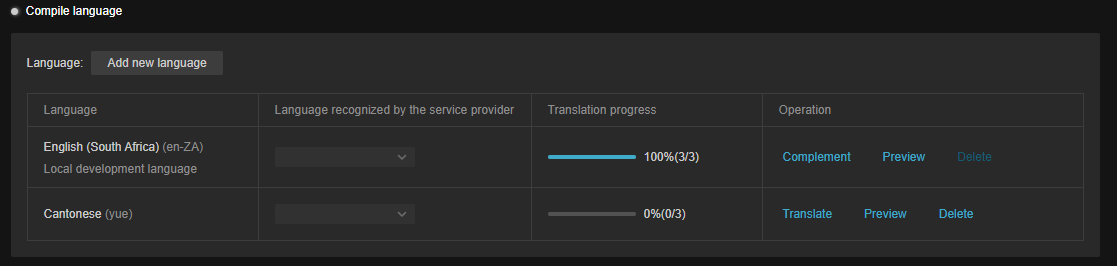 Compile language
Language: Add new language
Language Language recognized by the service provider Translation progress Operation
English (South Africa) (en-ZA) 100%(3/3) Complement Preview Delete
Local development language
Cantonese (yue) 0%(0/3) Translate Preview Delete